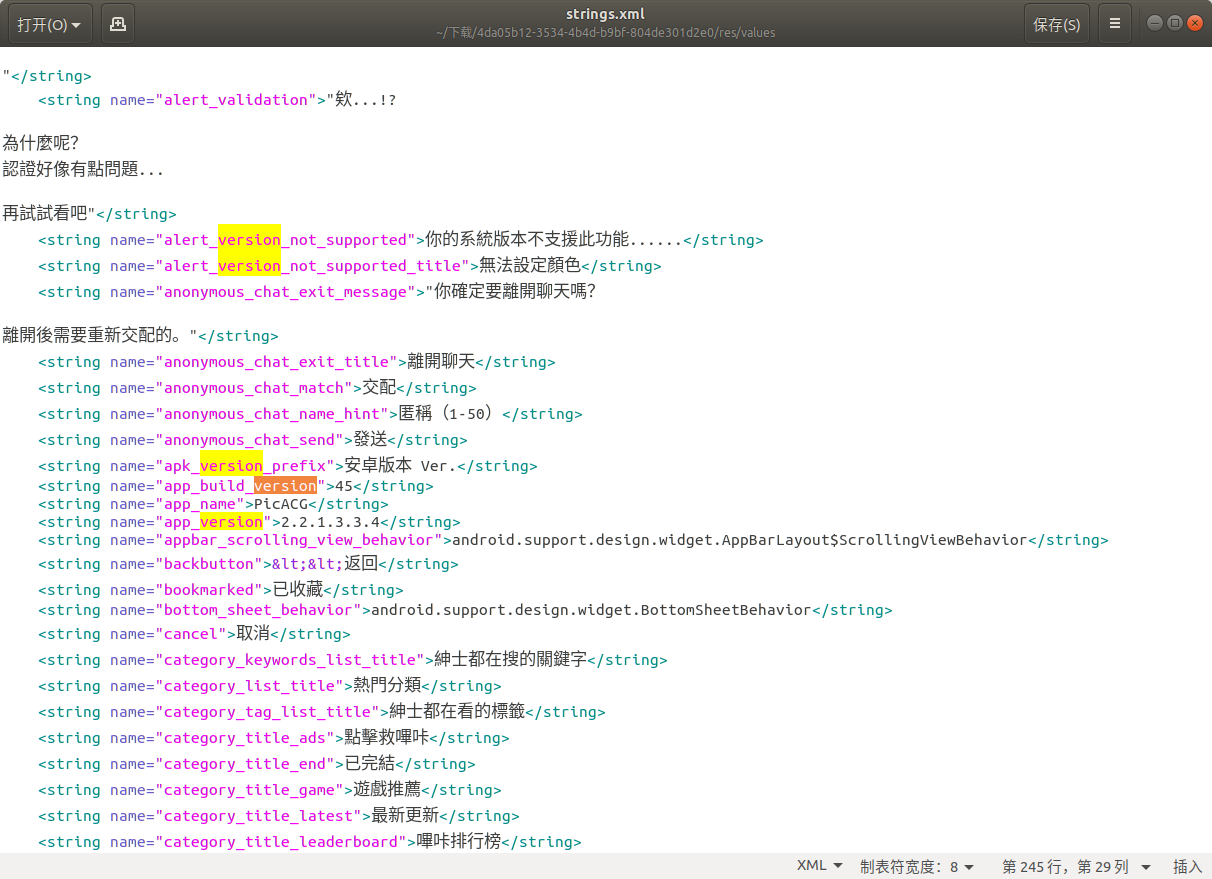 打开(O)
strings.xml
~/下载/4da05b12-3534-4b4d-b9bf-804de301d2e0/res/values
保存(S)
"</string>
<string name="alert_validation">"欸...!?
為什麼呢?
認證好像有點問題...
再試試看吧"</string>
<string name="alert_version_not_supported">你的系統版本不支援此功能......</string>
<string name="alert_version_not_supported_title">無法設定顏色</string>
<string name="anonymous_chat_exit_message">"你確定要離開聊天嗎?
離開後需要重新交配的。"</string>
<string name="anonymous_chat_exit_title">離開聊天</string>
<string name="anonymous_chat_match">交配</string>
<string name="anonymous_chat_name_hint">匿稱（1-50）</string>
<string name="anonymous_chat_send">發送</string>
<string name="apk_version_prefix">安卓版本 Ver.</string>
<string name="app_build_version">45</string>
<string name="app_name">PicACG</string>
<string name="app_version">2.2.1.3.3.4</string>
<string name="appbar_scrolling_view_behavior">android.support.design.widget.AppBarLayout$ScrollingViewBehavior</string>
<string name="backbutton">&lt;&lt;返回</string>
<string name="bookmarked">已收藏</string>
<string name="bottom_sheet_behavior">android.support.design.widget.BottomSheetBehavior</string>
<string name="cancel">取消</string>
<string name="category_keywords_list_title">紳士都在搜的關鍵字</string>
<string name="category_list_title">熱門分類</string>
<string name="category_tag_list_title">紳士都在看的標籤</string>
<string name="category_title_ads">點擊救嗶咔</string>
<string name="category_title_end">已完結</string>
<string name="category_title_game">遊戲推薦</string>
<string name="category_title_latest">最新更新</string>
<string name="category_title_leaderboard">嗶咔排行榜</string>
XML 制表符宽度：8 第 245 行，第 29 列 插入